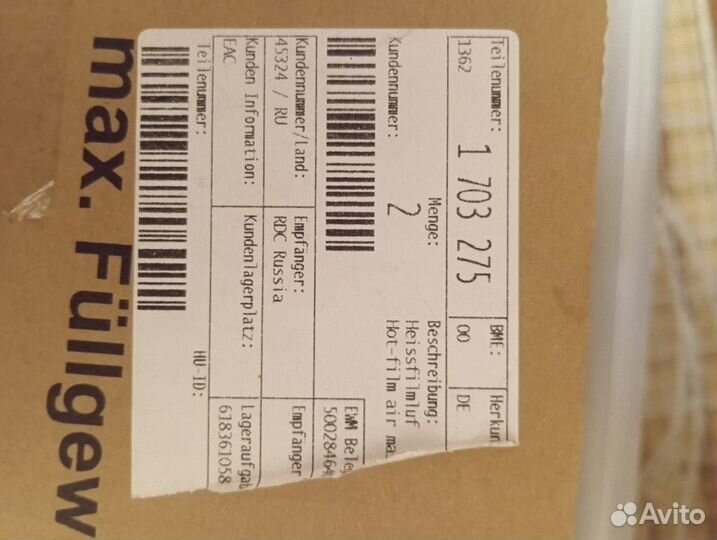 Teilenummer:
1362 1 703 275
BME:
00
Herkun
DE
Kundennummer:
Menge:
2
Beschreibung:
Heissfilmluf
Hot-film air ma
EWM Beleg
Kundennummer/Land:
45324 / RU
Empfänger:
RDC Russia
Empfänger
Kunden Information:
EAC
Kundenlagerplatz:
Lageraufgab
618361058
Teilenummer:
HU-ID:
max. Füllgew
Avito